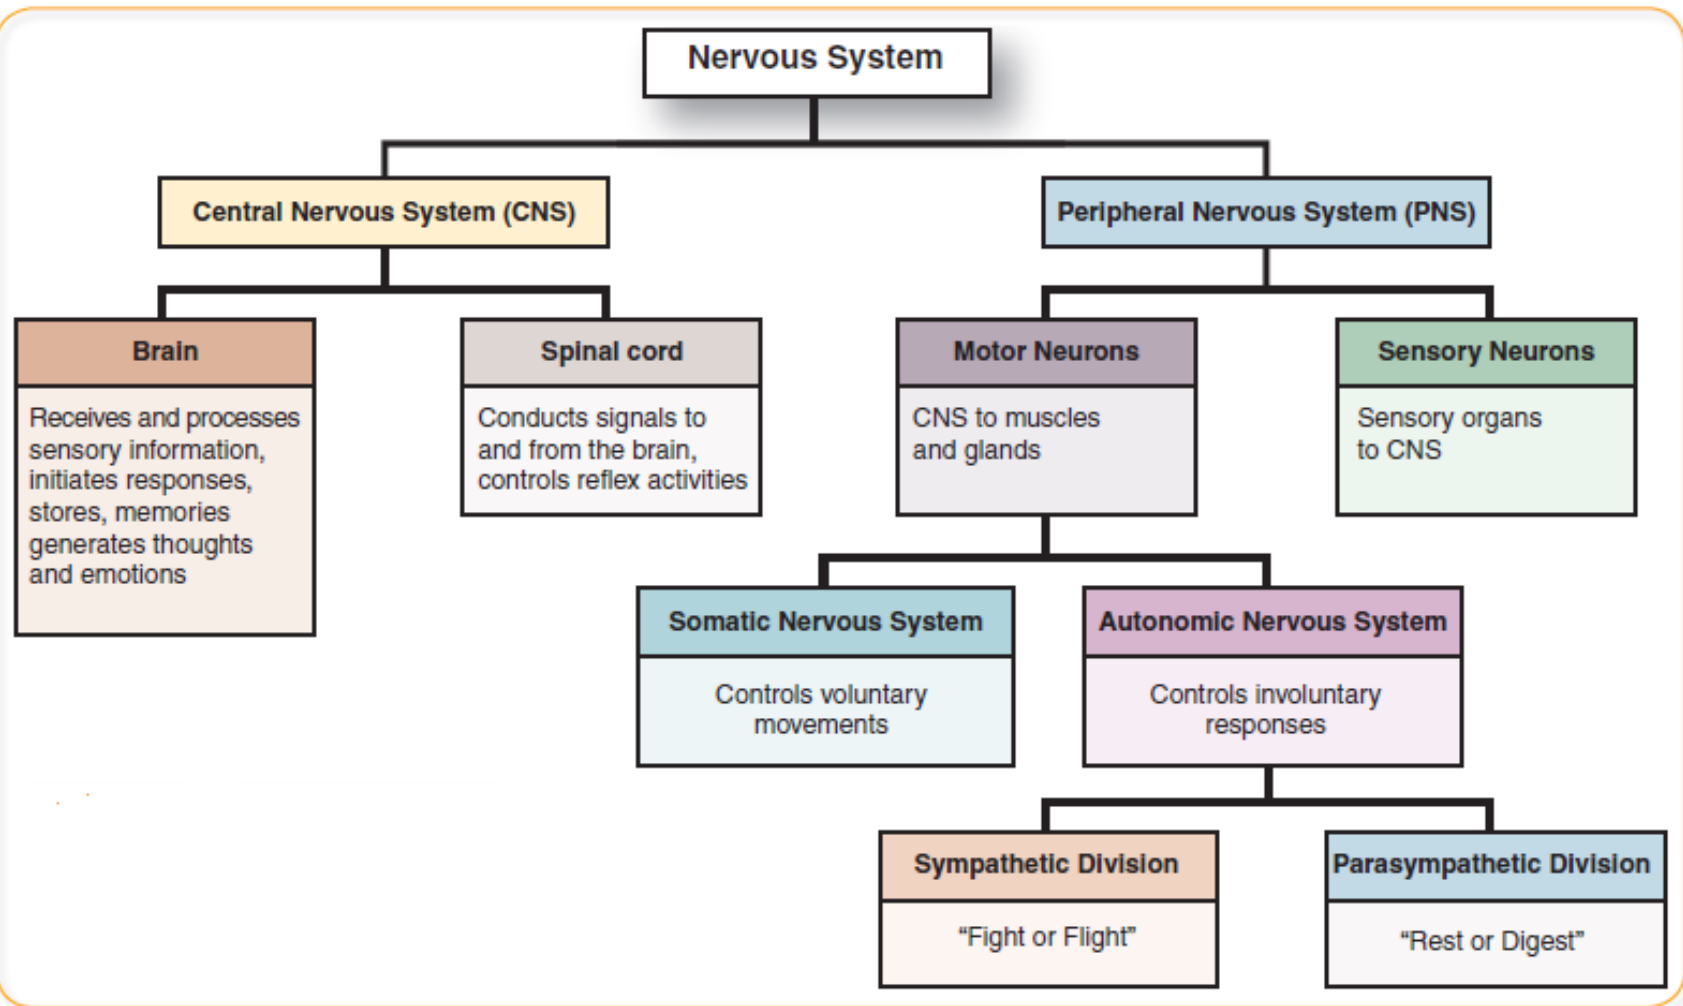 Nervous System
Central Nervous System (CNS)
Peripheral Nervous System (PNS)
Brain
Receives and processes
sensory information,
initiates responses,
stores, memories
generates thoughts
and emotions
Spinal cord
Conducts signals to
and from the brain,
controls reflex activities
Motor Neurons
CNS to muscles
and glands
Sensory Neurons
Sensory organs
to CNS
Somatic Nervous System
Controls voluntary
movements
Autonomic Nervous System
Controls involuntary
responses
Sympathetic Division
“Fight or Flight”
Parasympathetic Division
“Rest or Digest”